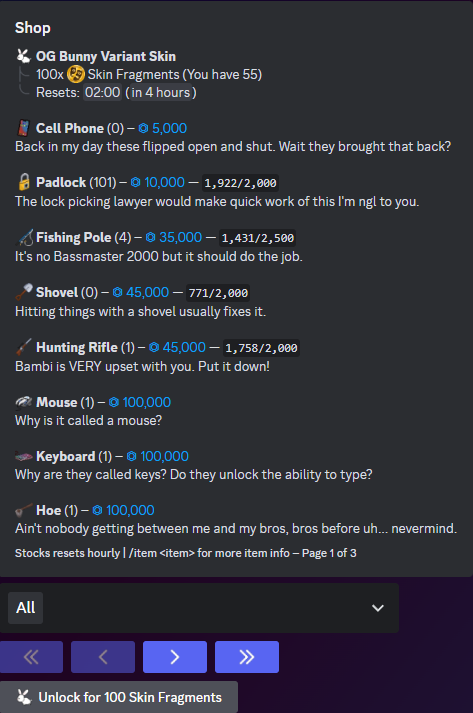 Shop
OG Bunny Variant Skin
100x Skin Fragments (You have 55)
Resets: 02:00 (in 4 hours)
Cell Phone (0) – 5,000
Back in my day these flipped open and shut. Wait they brought that back?
Padlock (101) – 10,000 — 1,922/2,000
The lock picking lawyer would make quick work of this I'm ngl to you.
Fishing Pole (4) – 35,000 — 1,431/2,500
It's no Bassmaster 2000 but it should do the job.
Shovel (0) – 45,000 — 771/2,000
Hitting things with a shovel usually fixes it.
Hunting Rifle (1) – 45,000 — 1,758/2,000
Bambi is VERY upset with you. Put it down!
Mouse (1) – 100,000
Why is it called a mouse?
Keyboard (1) – 100,000
Why are they called keys? Do they unlock the ability to type?
Hoe (1) – 100,000
Ain't nobody getting between me and my bros, bros before uh... nevermind.
Stocks resets hourly | /item <item> for more item info – Page 1 of 3
All
Unlock for 100 Skin Fragments